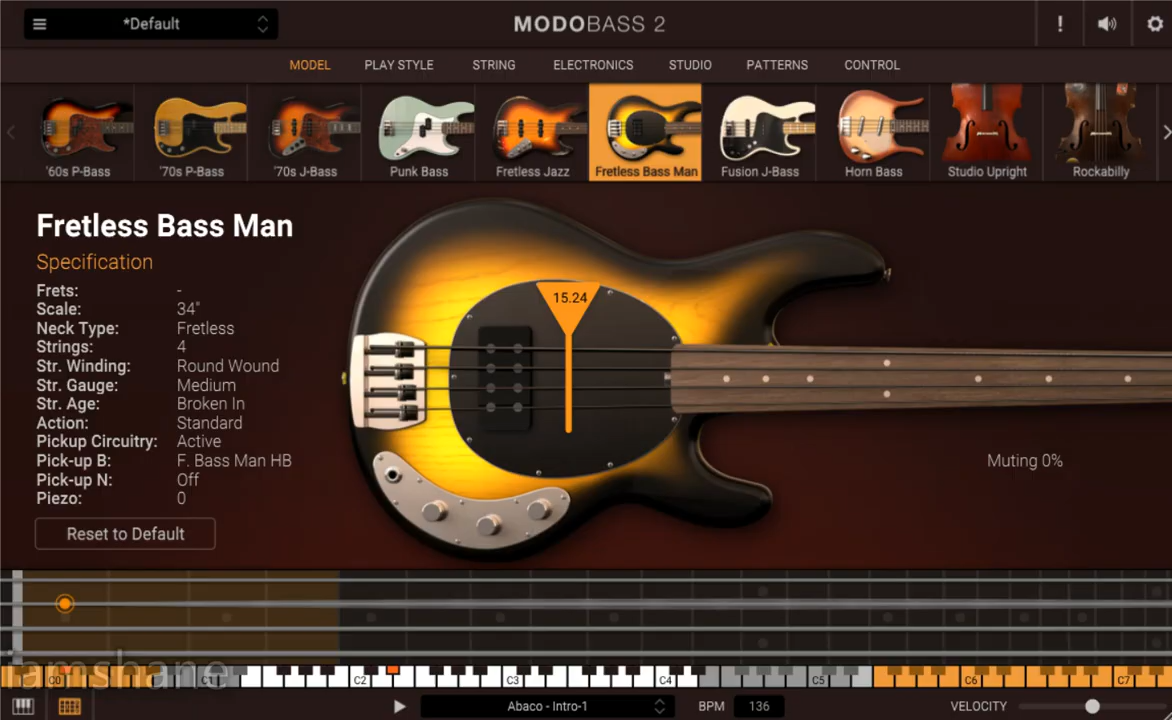 *Default
MODOBASS 2
!
MODEL PLAY STYLE STRING ELECTRONICS STUDIO PATTERNS CONTROL
'60s P-Bass '70s P-Bass '70s J-Bass Punk Bass Fretless Jazz Fretless Bass Man Fusion J-Bass Horn Bass Studio Upright Rockabilly
Fretless Bass Man
Specification
Frets: -
Scale: 34"
Neck Type: Fretless
Strings: 4
Str. Winding: Round Wound
Str. Gauge: Medium
Str. Age: Broken In
Action: Standard
Pickup Circuitry: Active
Pick-up B: F. Bass Man HB
Pick-up N: Off
Piezo: 0
Reset to Default
15.24
Muting 0%
iamshane
C0 C1 C2 C3 C4 C5 C6 C7
Abaco - Intro-1 BPM 136 VELOCITY